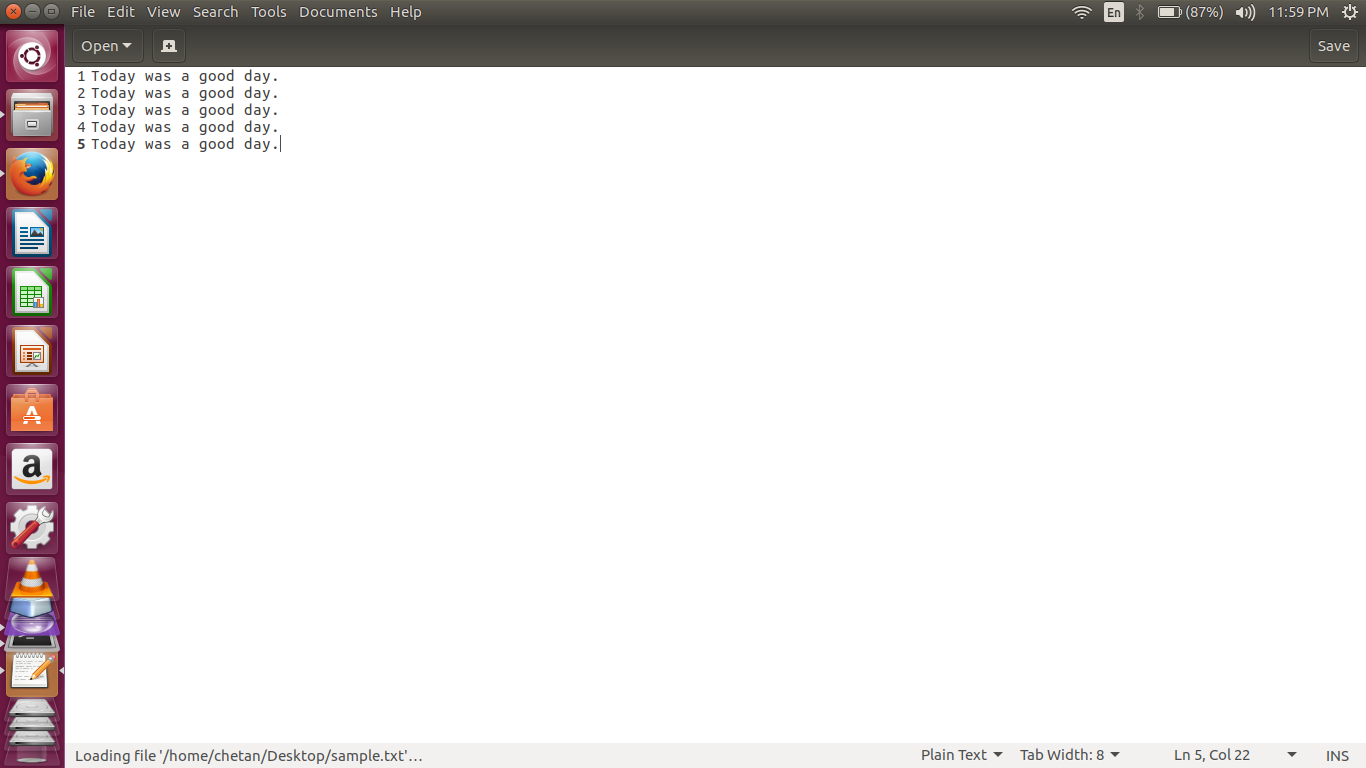 File Edit View Search Tools Documents Help En (87%) 11:59 PM
Open Save
1 Today was a good day.
2 Today was a good day.
3 Today was a good day.
4 Today was a good day.
5 Today was a good day.
Loading file '/home/chetan/Desktop/sample.txt'… Plain Text Tab Width: 8 Ln 5, Col 22 INS